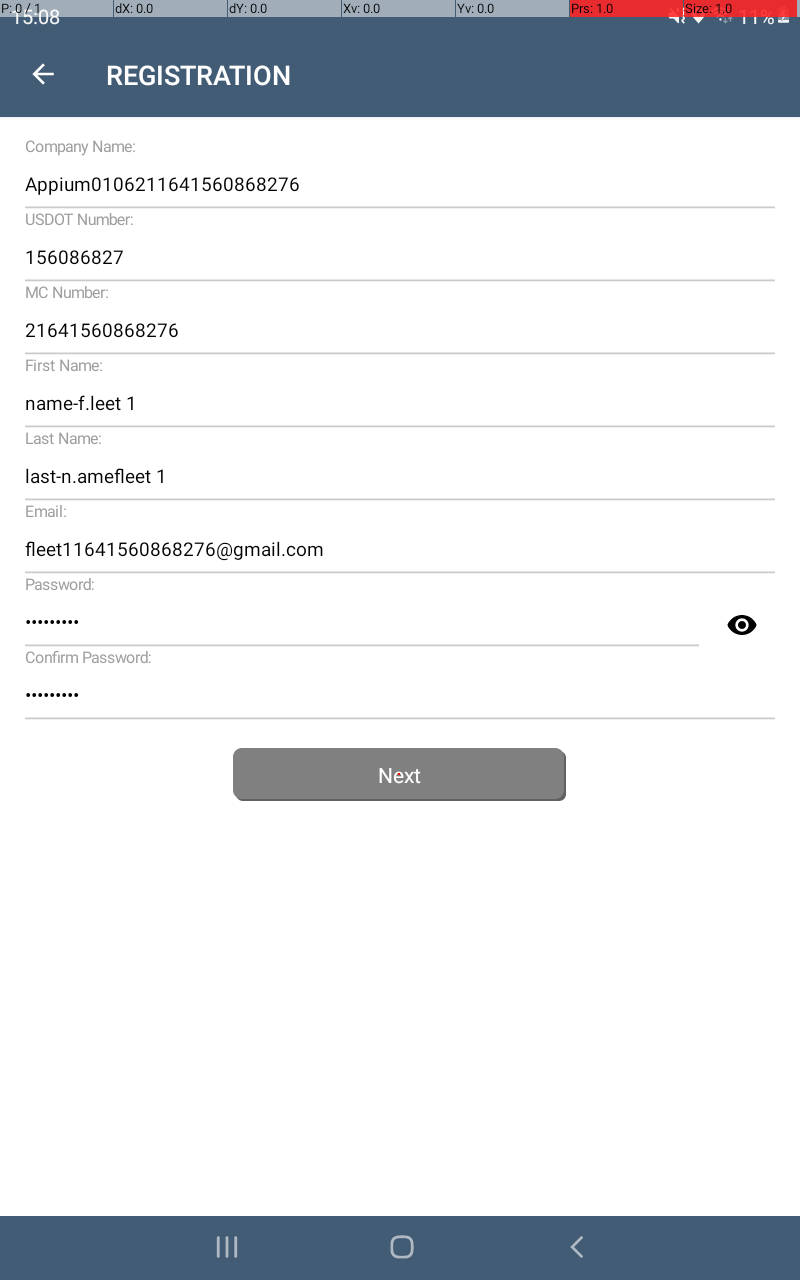 P: 0 / 1 dX: 0.0 dY: 0.0 Xv: 0.0 Yv: 0.0 Prs: 1.0 Size: 1.0
15:08 11%
REGISTRATION
Company Name:
Appium0106211641560868276
USDOT Number:
156086827
MC Number:
21641560868276
First Name:
name-f.leet 1
Last Name:
last-n.amefleet 1
Email:
fleet11641560868276@gmail.com
Password:
•••••••••
Confirm Password:
•••••••••
Next